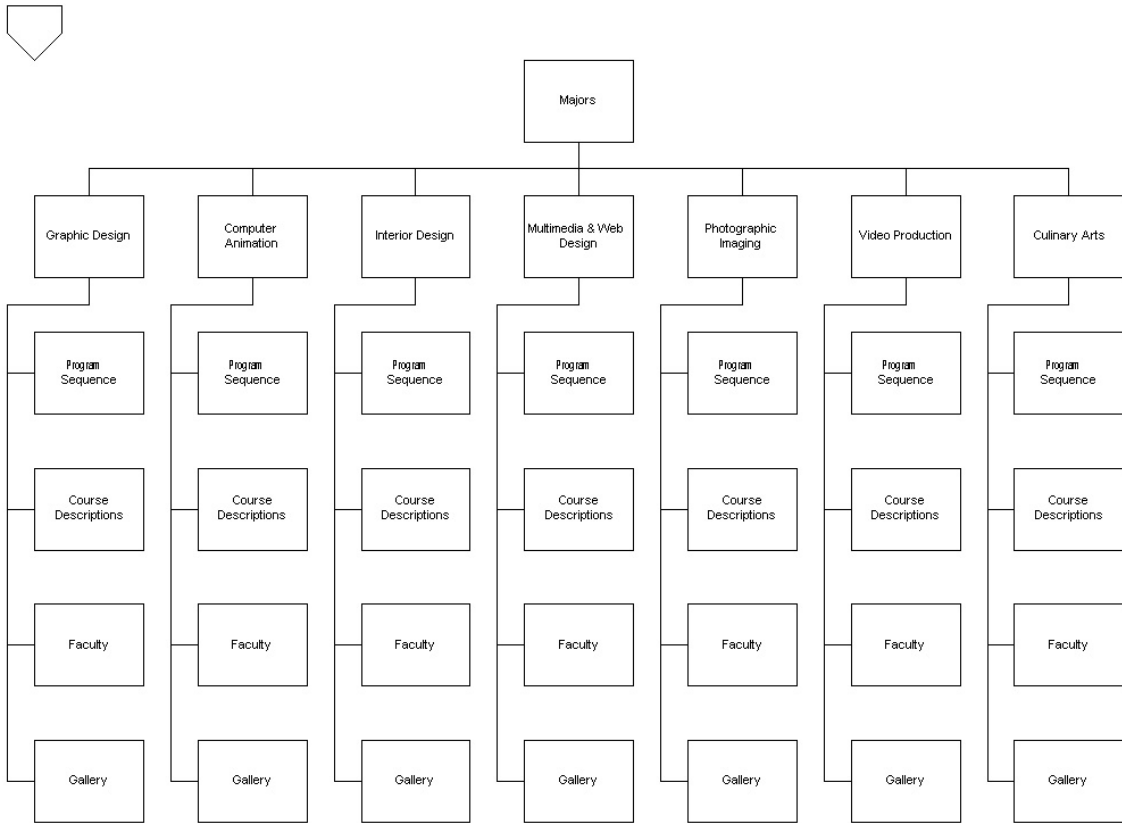 Majors
Graphic Design
Computer
Animation
Interior Design
Multimedia & Web
Design
Photographic
Imaging
Video Production
Culinary Arts
Program
Sequence
Program
Sequence
Program
Sequence
Program
Sequence
Program
Sequence
Program
Sequence
Program
Sequence
Course
Descriptions
Course
Descriptions
Course
Descriptions
Course
Descriptions
Course
Descriptions
Course
Descriptions
Course
Descriptions
Faculty
Faculty
Faculty
Faculty
Faculty
Faculty
Faculty
Gallery
Gallery
Gallery
Gallery
Gallery
Gallery
Gallery